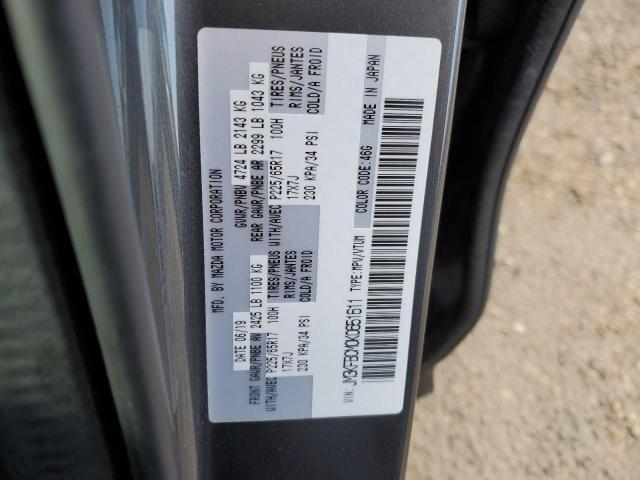 MFD. BY MAZDA MOTOR CORPORATION
DATE 06/19 GVWR/PNBV 4724 LB 2143 KG
FRONT GAWR/PNBE AV 2425 LB 1100 KG REAR GAWR/PNBE AR 2299 LB 1043 KG
WITH/AVEC P225/65R17 100H TIRES/PNEUS WITH/AVEC P225/65R17 100H TIRES/PNEUS
17X7J RIMS/JANTES 17X7J RIMS/JANTES
230 KPA/34 PSI COLD/A FROID 230 KPA/34 PSI COLD/A FROID
COLOR CODE:46G MADE IN JAPAN
VIN: JM3KFBCM0K0651611 TYPE:MPV/VTUM